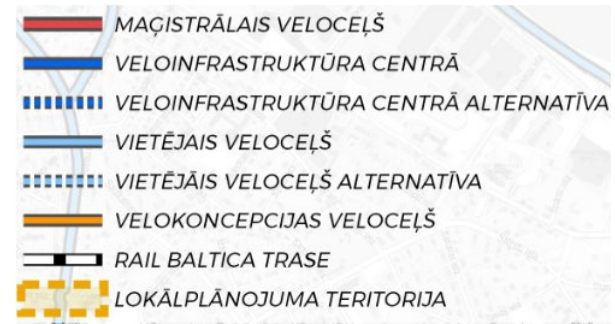 MAĢISTRĀLAIS VELOCEĻŠ
VELOINFRASTRUKTŪRA CENTRĀ
VELOINFRASTRUKTŪRA CENTRĀ ALTERNATĪVA
VIETĒJAIS VELOCEĻŠ
VIETĒJĀIS VELOCEĻŠ ALTERNATĪVA
VELOKONCEPCIJAS VELOCEĻŠ
RAIL BALTICA TRASE
LOKĀLPLĀNOJUMA TERITORIJA